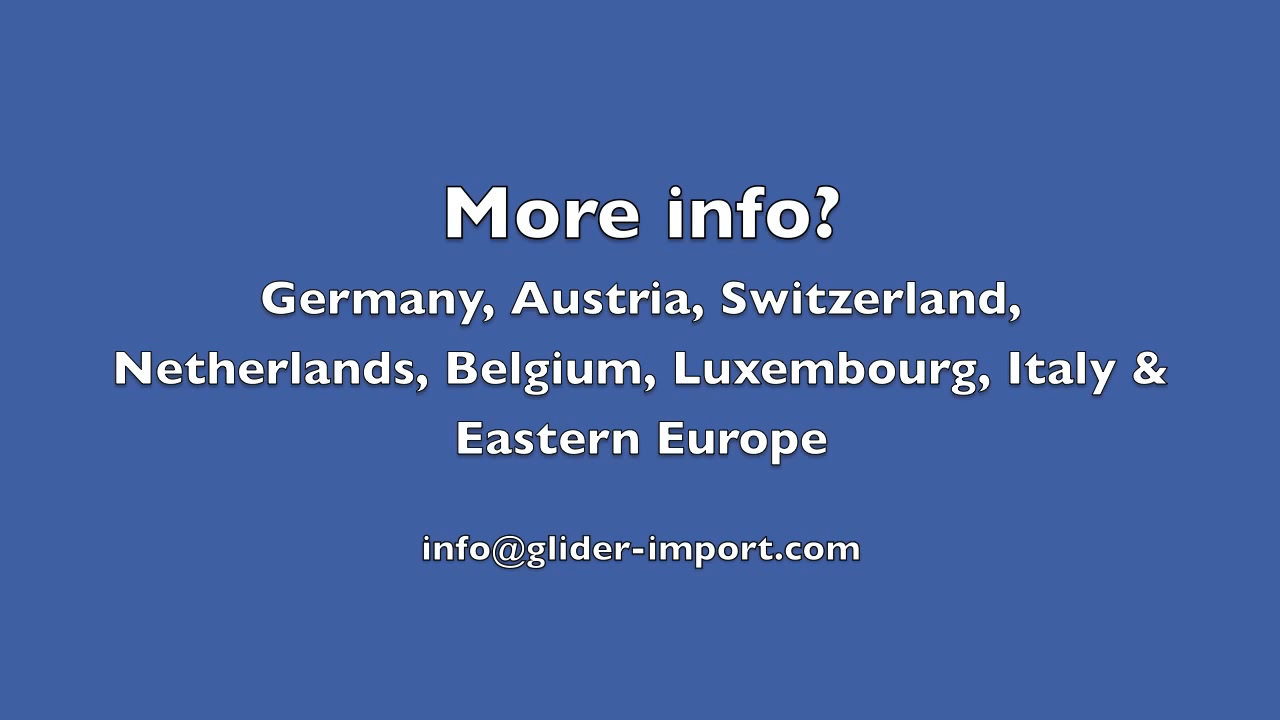 More info?
Germany, Austria, Switzerland,
Netherlands, Belgium, Luxembourg, Italy &
Eastern Europe
info@glider-import.com